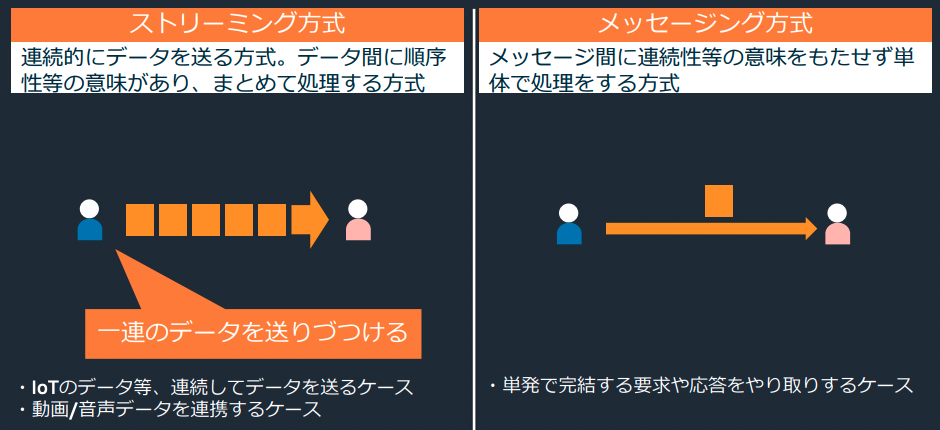 ストリーミング方式
連続的にデータを送る方式。データ間に順序
性等の意味があり、まとめて処理する方式
一連のデータを送りつづける
・IoTのデータ等、連続してデータを送るケース
・動画/音声データを連携するケース
メッセージング方式
メッセージ間に連続性等の意味をもたせず単
体で処理をする方式
・単発で完結する要求や応答をやり取りするケース